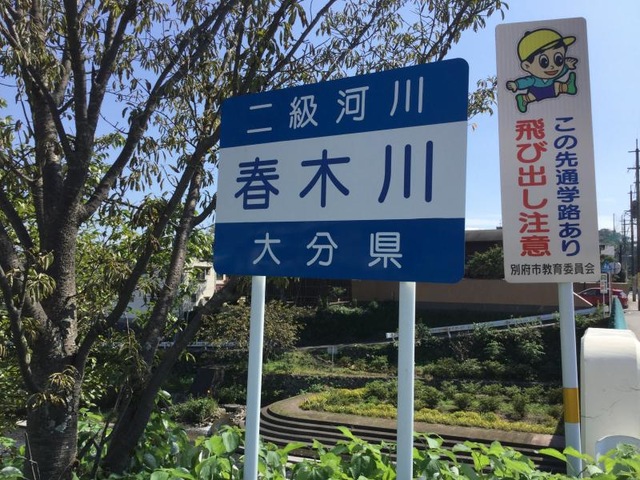 二級河川
春木川
大分県
この先通学路あり
飛び出し注意
別府市教育委員会